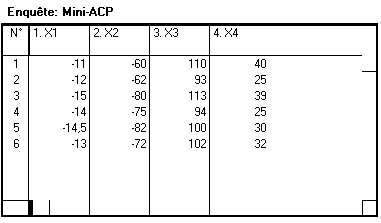 Enquête: Mini-ACP
N° 1. X1 2. X2 3. X3 4. X4
1 -11 -60 110 40
2 -12 -62 93 25
3 -15 -80 113 39
4 -14 -75 94 25
5 -14,5 -82 100 30
6 -13 -72 102 32